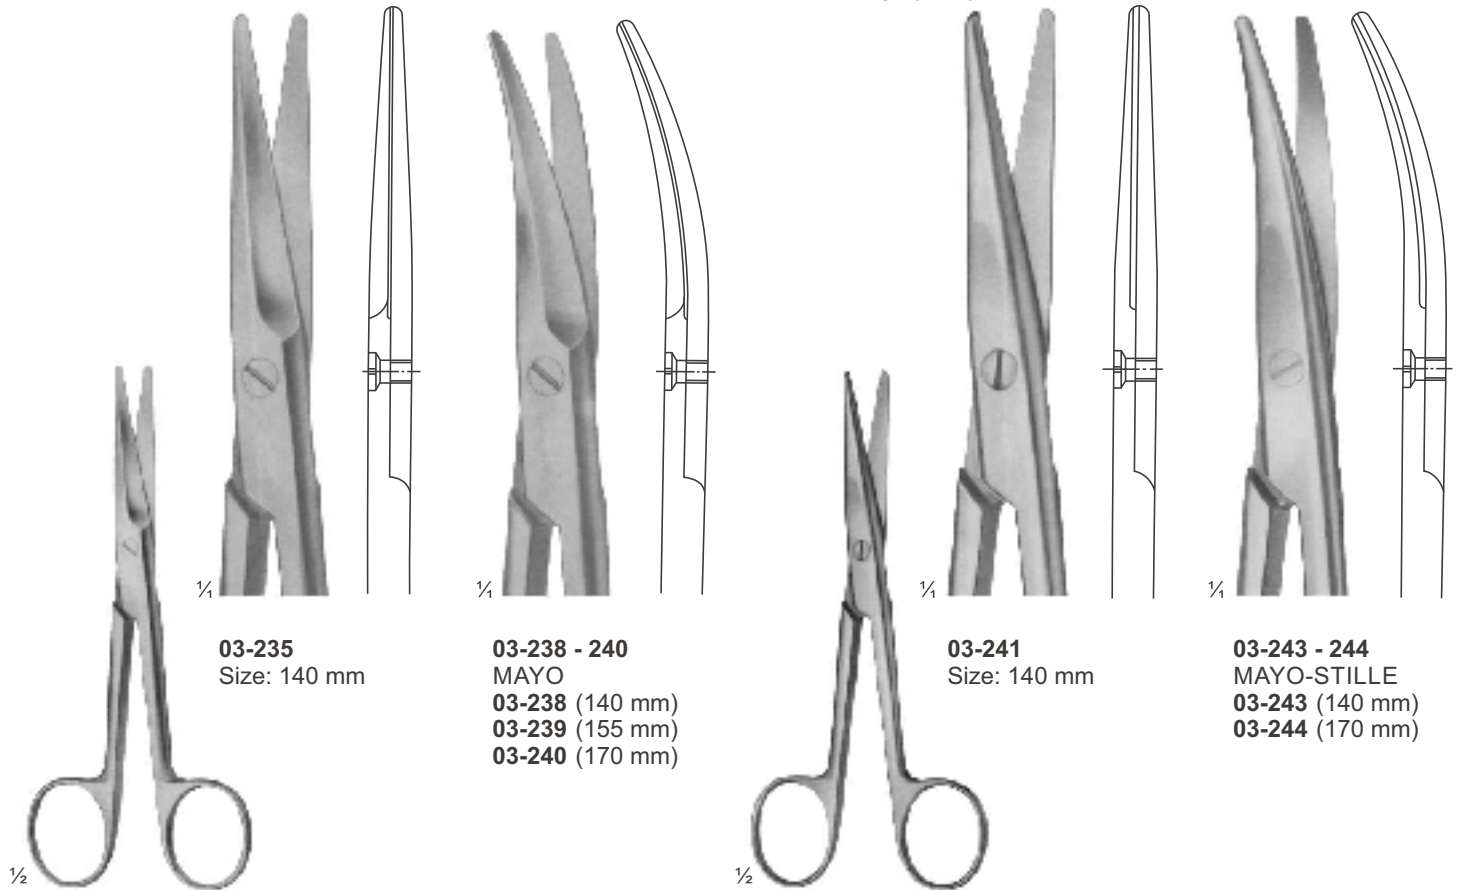 ⅟₁
⅟₁
⅟₁
⅟₁
03-235
Size: 140 mm
03-238 - 240
MAYO
03-238 (140 mm)
03-239 (155 mm)
03-240 (170 mm)
03-241
Size: 140 mm
03-243 - 244
MAYO-STILLE
03-243 (140 mm)
03-244 (170 mm)
½
½